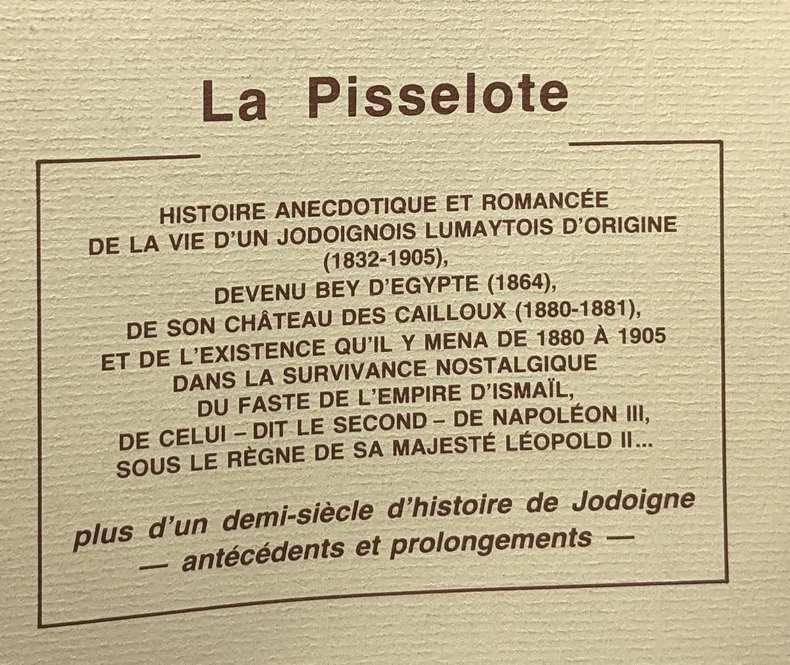 La Pisselote
HISTOIRE ANECDOTIQUE ET ROMANCÉE
DE LA VIE D'UN JODOIGNOIS LUMAYTOIS D'ORIGINE
(1832-1905),
DEVENU BEY D'EGYPTE (1864),
DE SON CHÂTEAU DES CAILLOUX (1880-1881),
ET DE L'EXISTENCE QU'IL Y MENA DE 1880 À 1905
DANS LA SURVIVANCE NOSTALGIQUE
DU FASTE DE L'EMPIRE D'ISMAÏL,
DE CELUI – DIT LE SECOND – DE NAPOLÉON III,
SOUS LE RÈGNE DE SA MAJESTÉ LÉOPOLD II...
plus d'un demi-siècle d'histoire de Jodoigne
— antécédents et prolongements —